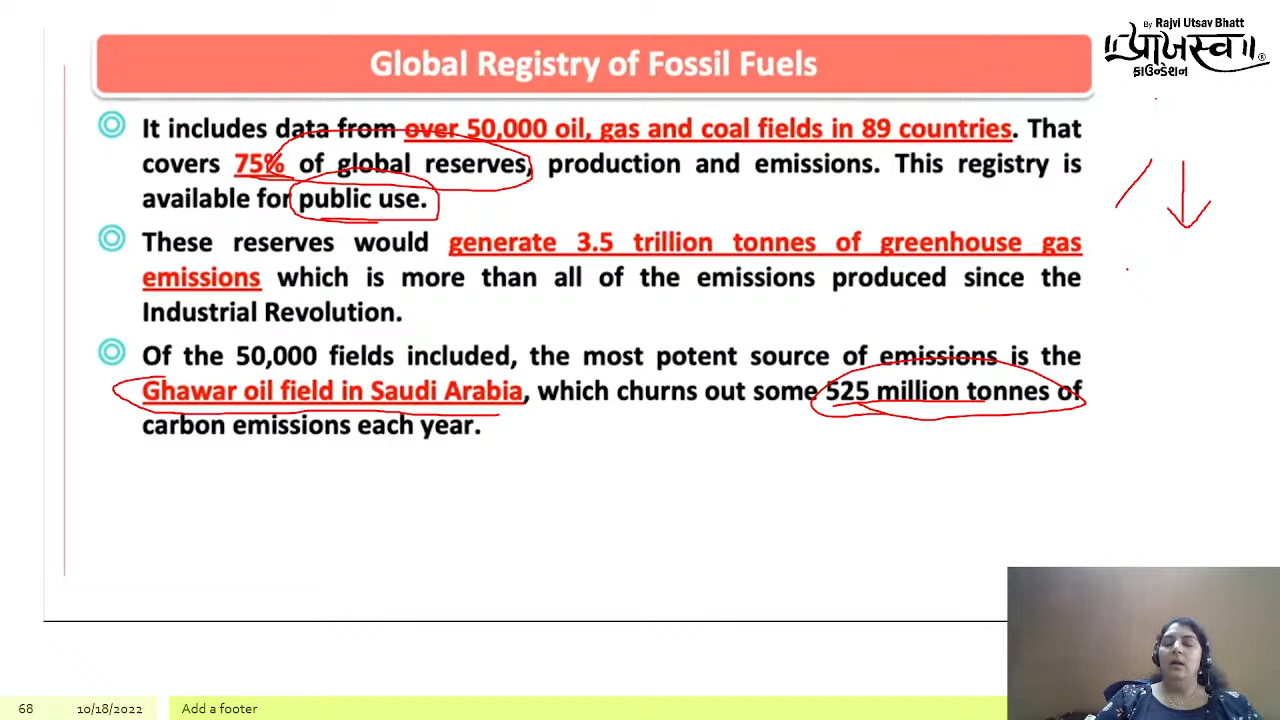 By Rajvi Utsav Bhatt
प्राજस्व
ફાઉન્ડેશન
Global Registry of Fossil Fuels
It includes data from over 50,000 oil, gas and coal fields in 89 countries. That
covers 75% of global reserves, production and emissions. This registry is
available for public use.
These reserves would generate 3.5 trillion tonnes of greenhouse gas
emissions which is more than all of the emissions produced since the
Industrial Revolution.
Of the 50,000 fields included, the most potent source of emissions is the
Ghawar oil field in Saudi Arabia, which churns out some 525 million tonnes of
carbon emissions each year.
68 10/18/2022 Add a footer